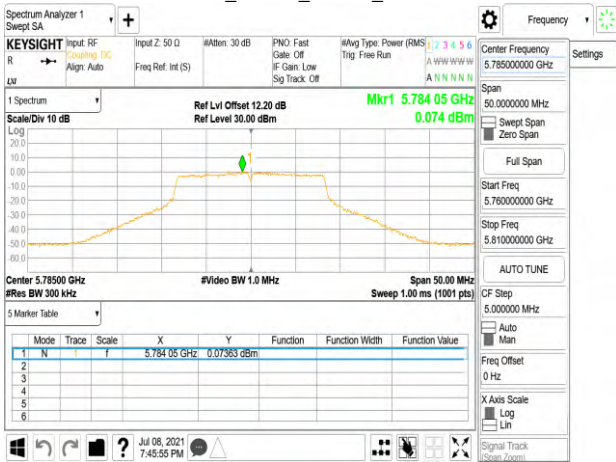 Spectrum Analyzer 1
Swept SA
+
Frequency
KEYSIGHT
R
LXI
Input: RF
Coupling: DC
Align: Auto
Input Z: 50 Ω
Freq Ref: Int (S)
#Atten: 30 dB
PNO: Fast
Gate: Off
IF Gain: Low
Sig Track: Off
#Avg Type: Power (RMS
Trig: Free Run
1 2 3 4 5 6
A W W W W W
A N N N N N
Center Frequency
5.785000000 GHz
Settings
Span
50.0000000 MHz
Swept Span
Zero Span
Full Span
Start Freq
5.760000000 GHz
Stop Freq
5.810000000 GHz
AUTO TUNE
CF Step
5.000000 MHz
Auto
Man
Freq Offset
0 Hz
X Axis Scale
Log
Lin
Signal Track
(Span Zoom)
1 Spectrum
Scale/Div 10 dB
Ref Lvl Offset 12.20 dB
Ref Level 30.00 dBm
Mkr1 5.784 05 GHz
0.074 dBm
Log
20.0
10.0
0.00
-10.0
-20.0
-30.0
-40.0
-50.0
-60.0
1
Center 5.78500 GHz
#Res BW 300 kHz
#Video BW 1.0 MHz
Span 50.00 MHz
Sweep 1.00 ms (1001 pts)
5 Marker Table
Mode Trace Scale X Y Function Function Width Function Value
1 N 1 f 5.784 05 GHz 0.07363 dBm
2
3
4
5
6
?
Jul 08, 2021
7:45:55 PM